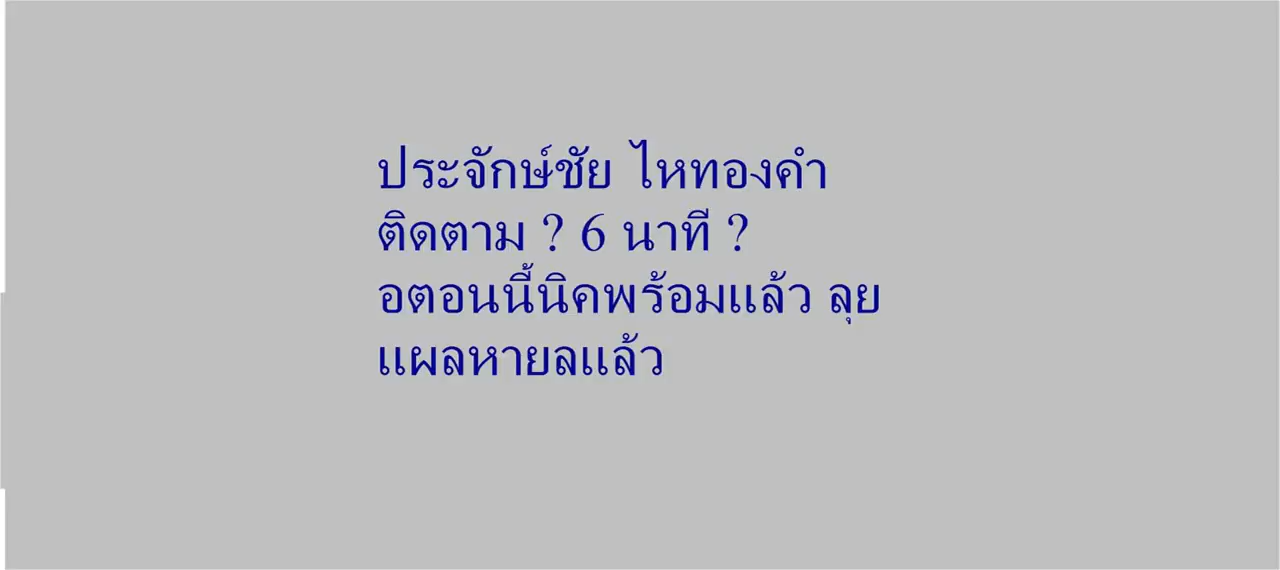 ประจักษ์ชัย ไหทองคำ
ติดตาม ? 6 นาที ?
อตอนนี้นิคพร้อมแล้ว ลุย
แผลหายลแล้ว